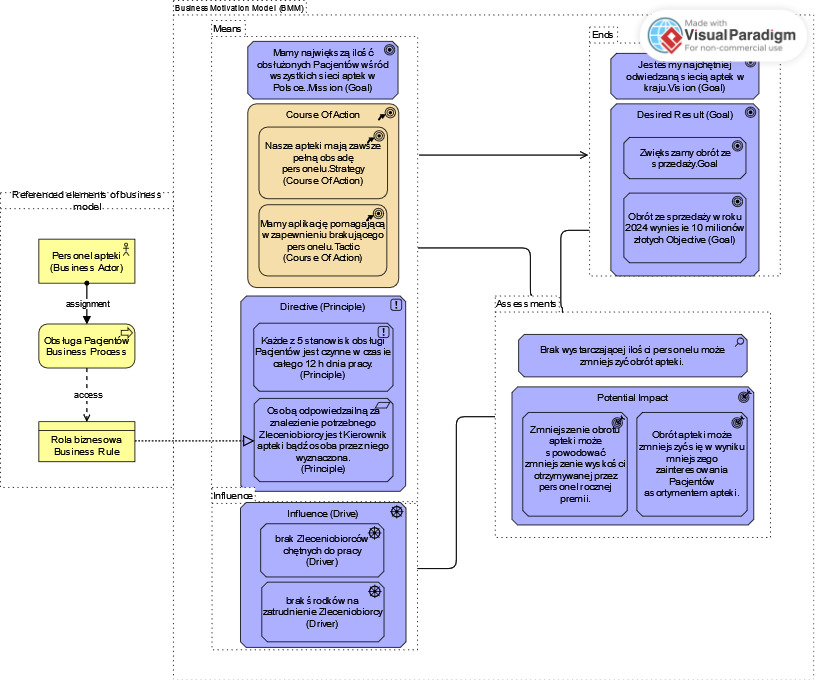 Business Motivation Model (BMM)
Made with
VisualParadigm
For non-commercial use
Means
Mamy największą ilość
obsłużonych Pacjentów wśród
wszystkich sieci aptek w
Polsce..Mission (Goal)
Course Of Action
Nasze apteki mają zawsze
pełną obsadę
personelu.Strategy
(Course Of Action)
Mamy aplikację pomagającą
w zapewnieniu brakującego
personelu.Tactic
(Course Of Action)
Directive (Principle)
Każde z 5 stanowisk obsługi
Pacjentów jest czynne w czasie
całego 12 h dnia pracy.
(Principle)
Osobą odpowiedzailną za
znalezienie potrzebnego
Zleceniobiorcy jest Kierownik
apteki bądź osoba przez niego
wyznaczona.
(Principle)
Influence
Influence (Drive)
brak Zleceniobiorców
chętnych do pracy
(Driver)
brak środków na
zatrudnienie Zleceniobiorcy
(Driver)
Ends
Jesteśmy najchętniej
odwiedzaną siecią aptek w
kraju.Vision (Goal)
Desired Result (Goal)
Zwiększamy obrót ze
sprzedaży.Goal
Obrót ze sprzedaży w roku
2024 wyniesie 10 milionów
złotych Objective (Goal)
Assessments
Brak wystarczającej ilości personelu może
zmniejszyć obrót apteki.
Potential Impact
Zmniejszenie obrotu
apteki może
spowodować
zmniejszenie wyskości
otrzymywanej przez
personel rocznej
premii.
Obrót apteki może
zmniejszyć się w wyniku
mniejszego
zainteresowania
Pacjentów
asortymentem apteki.
Referenced elements of business
model
Personel apteki
(Business Actor)
assignment
Obsługa Pacjentów
Business Process
access
Rola biznesowa
Business Rule